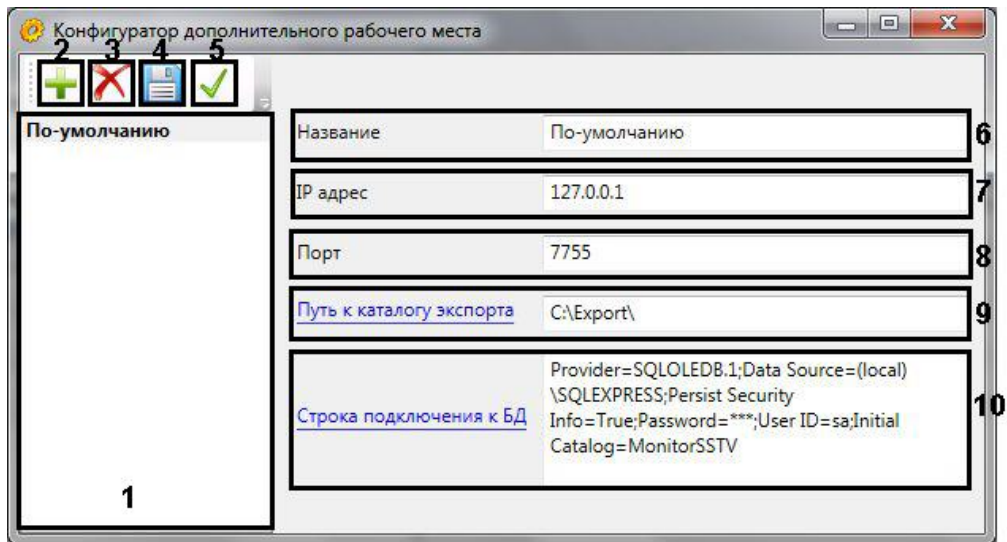 Конфигуратор дополнительного рабочего места
2 3 4 5
По-умолчанию
1
Название По-умолчанию 6
IP адрес 127.0.0.1 7
Порт 7755 8
Путь к каталогу экспорта C:\Export\ 9
Строка подключения к БД
Provider=SQLOLEDB.1;Data Source=(local)
\SQLEXPRESS;Persist Security
Info=True;Password=***;User ID=sa;Initial
Catalog=MonitorSSTV
10